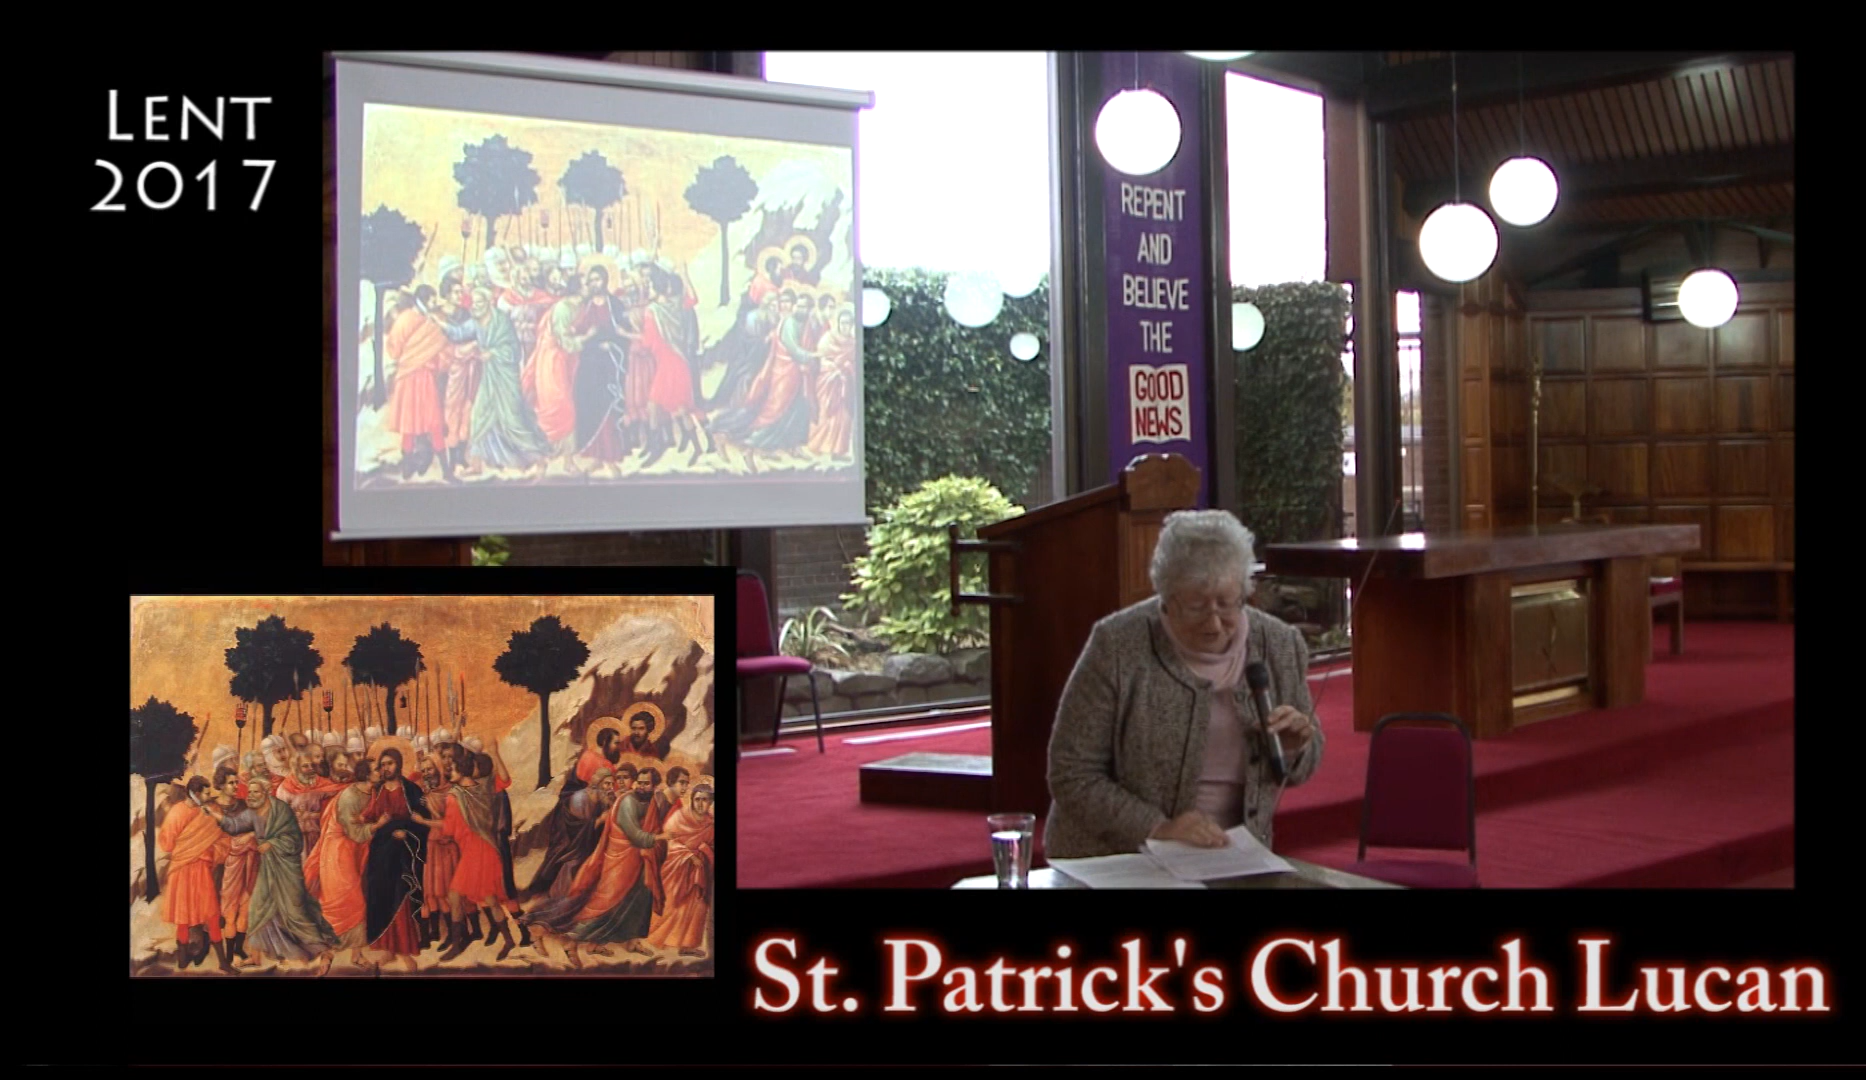 LENT
2017
REPENT
AND
BELIEVE
THE
GOOD
NEWS
St. Patrick's Church Lucan